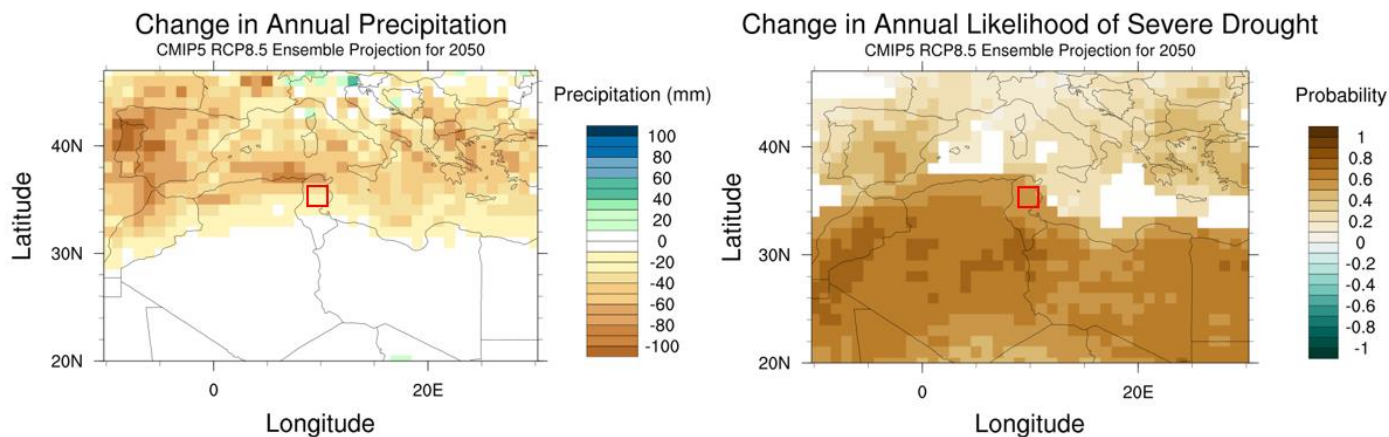 Change in Annual Precipitation
CMIP5 RCP8.5 Ensemble Projection for 2050
Precipitation (mm)
100
80
60
40
20
0
-20
-40
-60
-80
-100
40N
30N
20N
Latitude
0
20E
Longitude
Change in Annual Likelihood of Severe Drought
CMIP5 RCP8.5 Ensemble Projection for 2050
Probability
1
0.8
0.6
0.4
0.2
0
-0.2
-0.4
-0.6
-0.8
-1
40N
30N
20N
Latitude
0
20E
Longitude